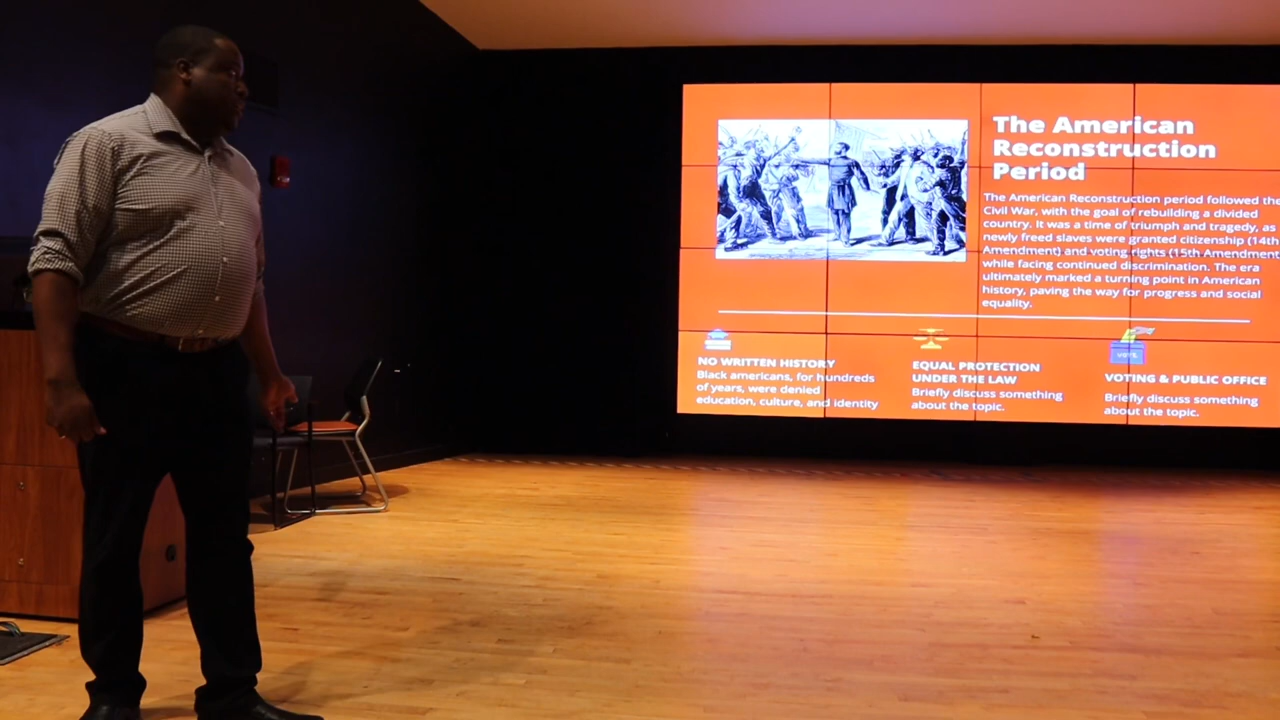 The American
Reconstruction
Period
The American Reconstruction period followed the
Civil War, with the goal of rebuilding a divided
country. It was a time of triumph and tragedy, as
newly freed slaves were granted citizenship (14th
Amendment) and voting rights (15th Amendment
while facing continued discrimination. The era
ultimately marked a turning point in American
history, paving the way for progress and social
equality.
NO WRITTEN HISTORY
Black americans, for hundreds
of years, were denied
education, culture, and identity
EQUAL PROTECTION
UNDER THE LAW
Briefly discuss something
about the topic.
VOTE
VOTING & PUBLIC OFFICE
Briefly discuss something
about the topic.